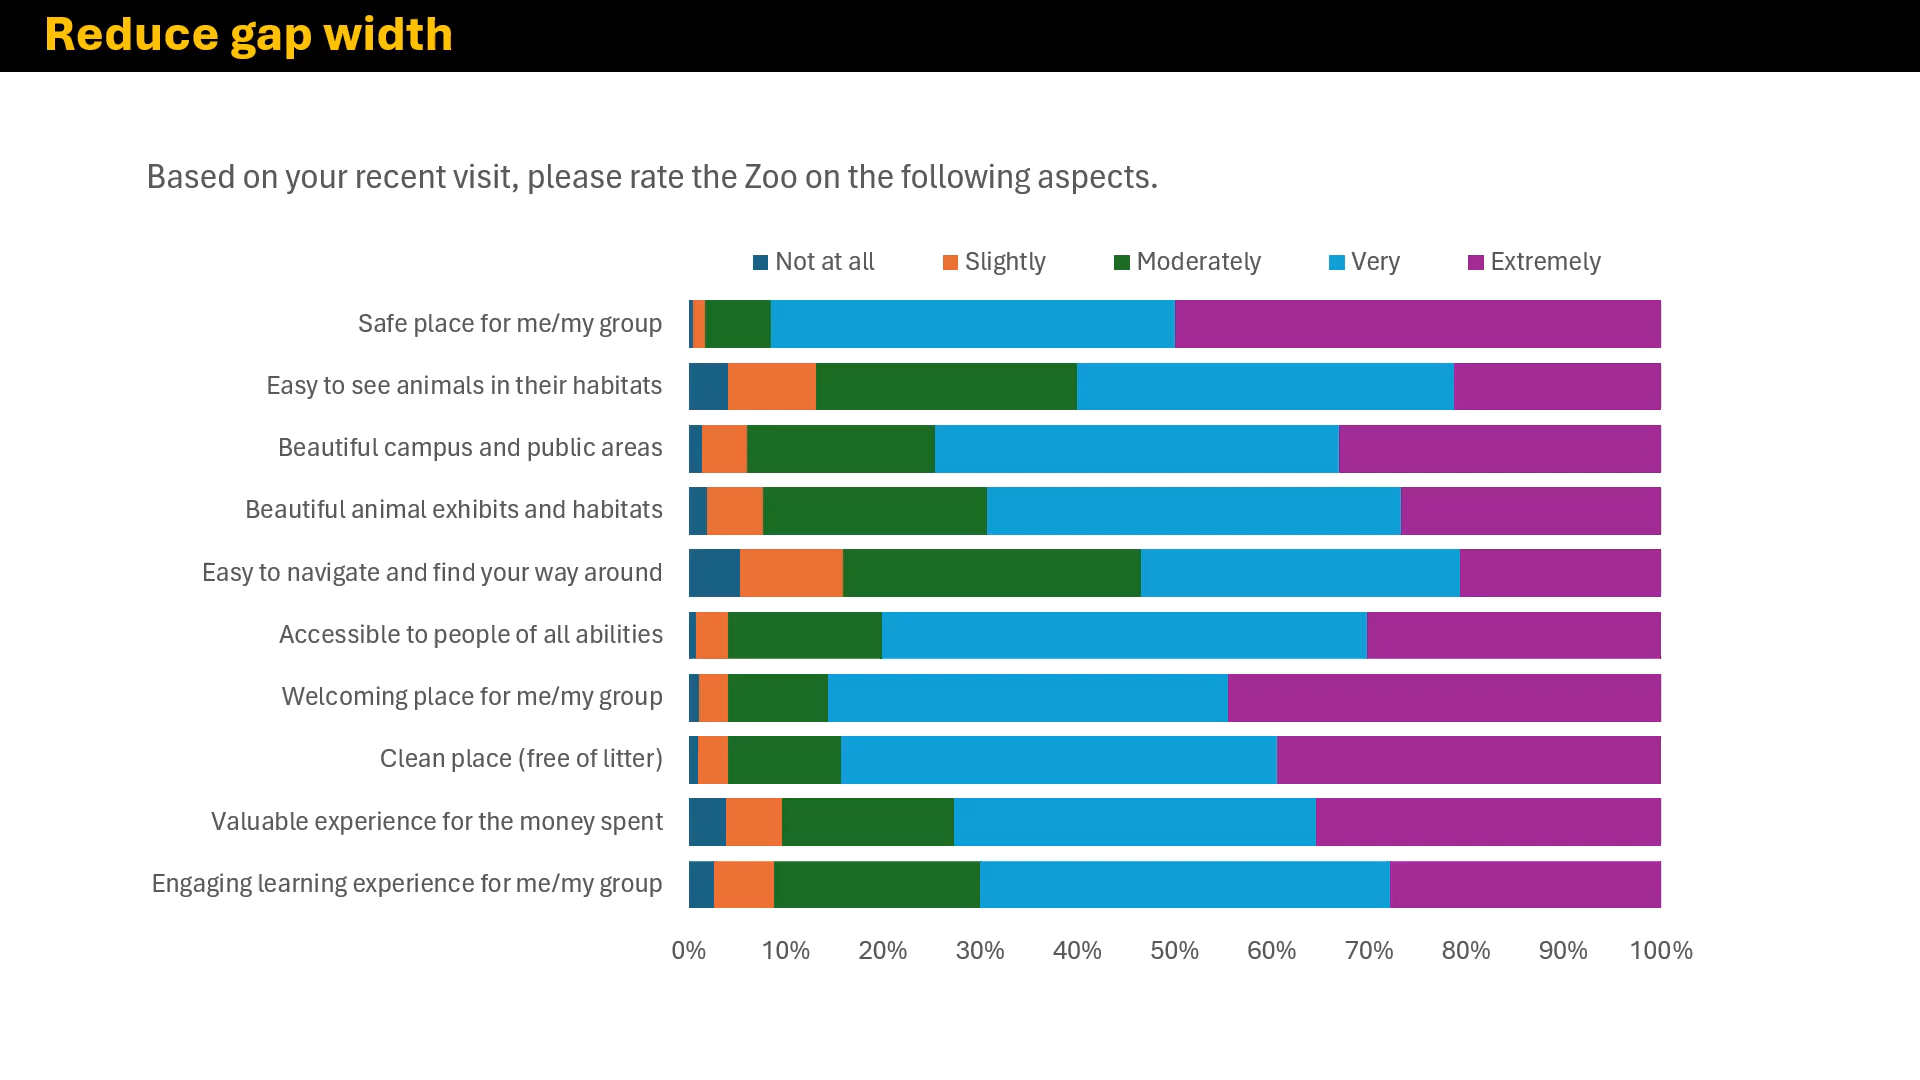 Reduce gap width
Based on your recent visit, please rate the Zoo on the following aspects.
Not at all Slightly Moderately Very Extremely
Safe place for me/my group
Easy to see animals in their habitats
Beautiful campus and public areas
Beautiful animal exhibits and habitats
Easy to navigate and find your way around
Accessible to people of all abilities
Welcoming place for me/my group
Clean place (free of litter)
Valuable experience for the money spent
Engaging learning experience for me/my group
0% 10% 20% 30% 40% 50% 60% 70% 80% 90% 100%